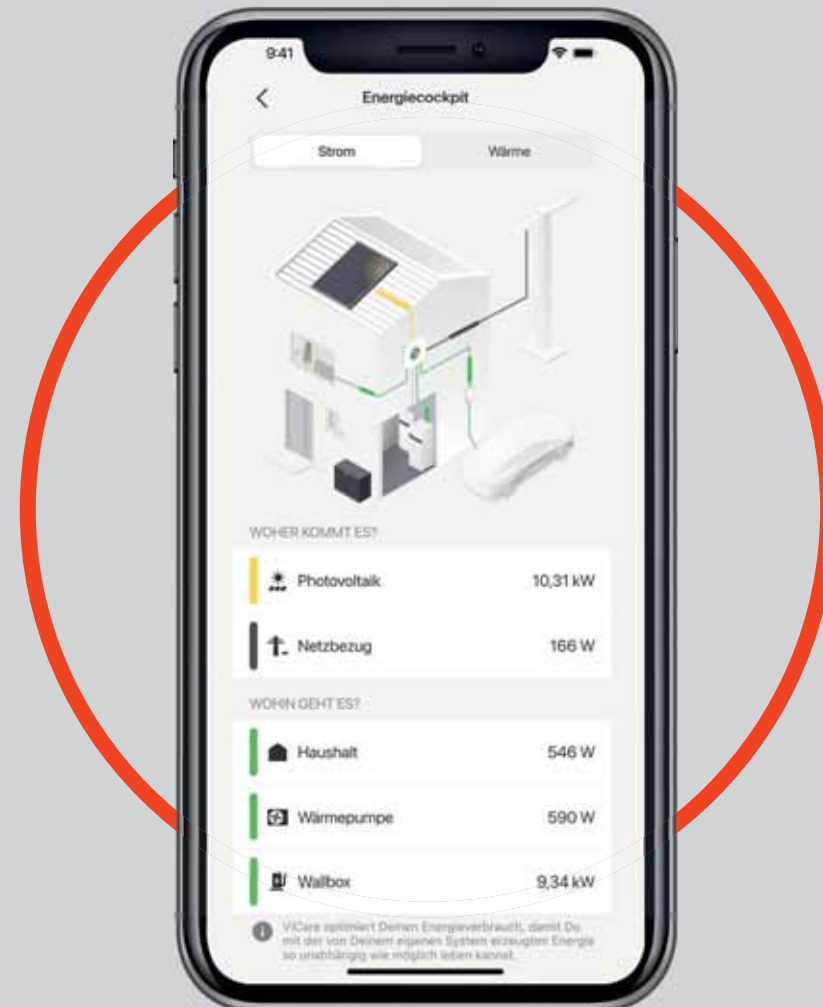 9:41
Energiecockpit
Strom
Wärme
WOHER KOMMT ES?
Photovoltaik 10,31 kW
Netzbezug 166 W
WOHIN GEHT ES?
Haushalt 546 W
Wärmepumpe 590 W
Wallbox 9,34 kW
ViCare optimiert Deinen Energieverbrauch, damit Du
mit der von Deinem eigenen System erzeugten Energie
so unabhängig wie möglich leben kannst.